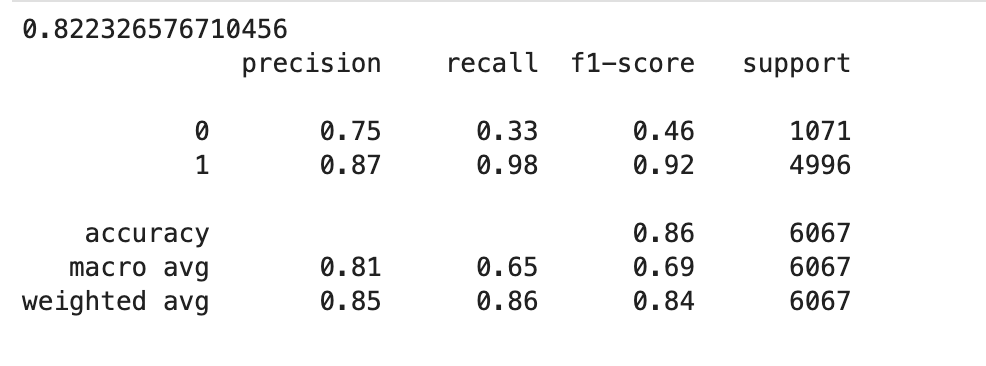 0.822326576710456
precision recall f1-score support
0 0.75 0.33 0.46 1071
1 0.87 0.98 0.92 4996
accuracy 0.86 6067
macro avg 0.81 0.65 0.69 6067
weighted avg 0.85 0.86 0.84 6067